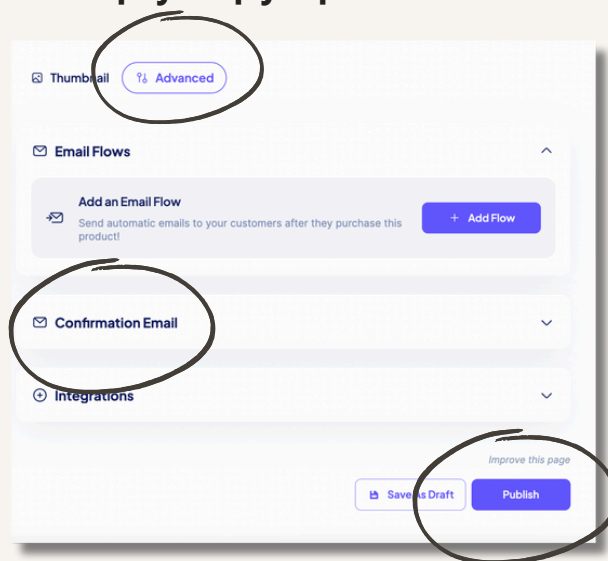 Thumbnail Advanced
Email Flows
Add an Email Flow
Send automatic emails to your customers after they purchase this
product!
+ Add Flow
Confirmation Email
Integrations
Improve this page
Save As Draft Publish